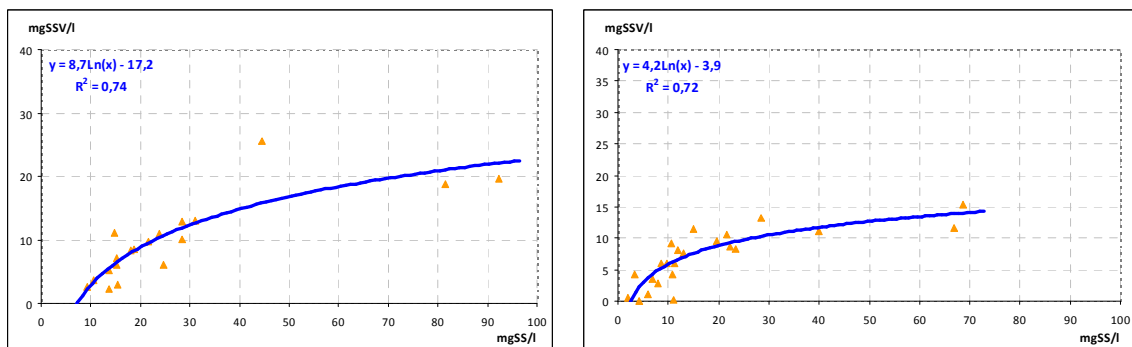 mgSSV/l
40
y = 8,7Ln(x) - 17,2
R² = 0,74
30
20
10
0
0 10 20 30 40 50 60 70 80 90 100
mgSS/l
mgSSV/l
40
y = 4,2Ln(x) - 3,9
R² = 0,72
35
30
25
20
15
10
5
0
0 10 20 30 40 50 60 70 80 90 100
mgSS/l